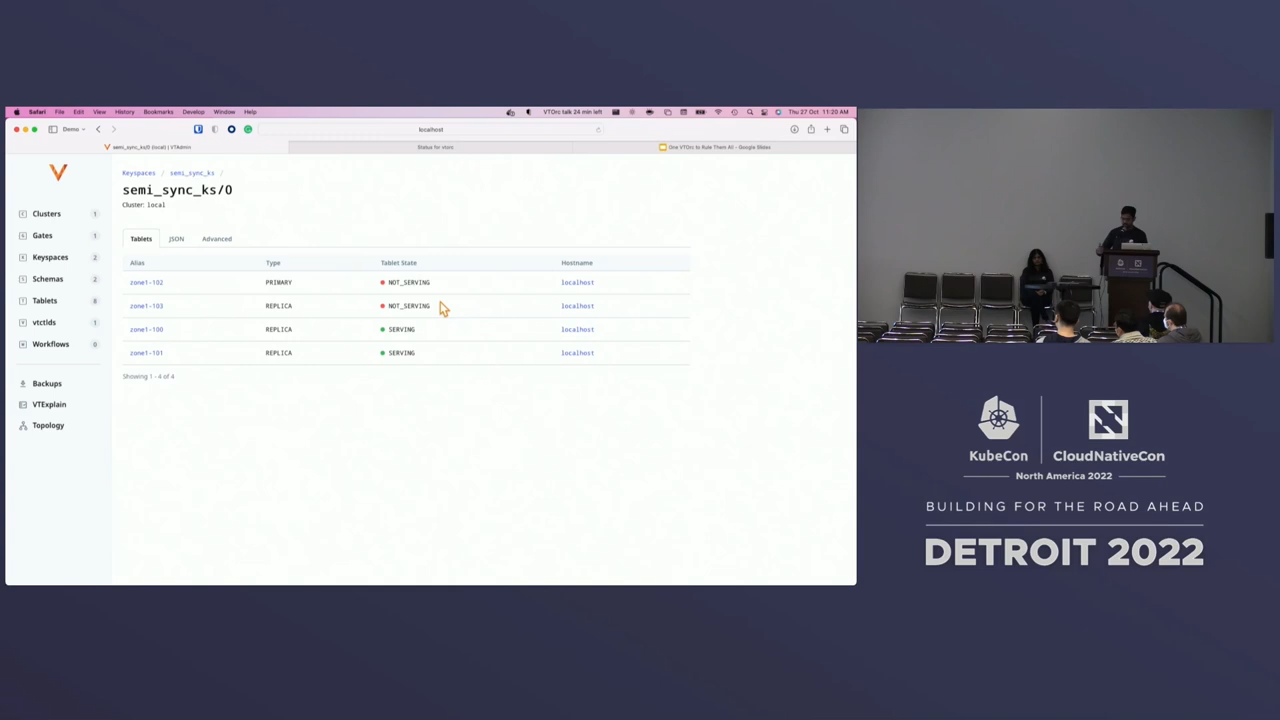 Safari File Edit View History Bookmarks Develop Window Help
VTOrc talk 24 min left
Thu 27 Oct 11:20 AM
Demo
localhost
semi_sync_ks/0 (local) | VTAdmin
Status for vtorc
One VTOrc to Rule Them All - Google Slides
Clusters 1
Gates 1
Keyspaces 2
Schemas 2
Tablets 8
vtctlds 1
Workflows 0
Backups
VTExplain
Topology
Keyspaces / semi_sync_ks /
semi_sync_ks/0
Cluster: local
Tablets JSON Advanced
Alias Type Tablet State Hostname
zone1-102 PRIMARY NOT_SERVING localhost
zone1-103 REPLICA NOT_SERVING localhost
zone1-100 REPLICA SERVING localhost
zone1-101 REPLICA SERVING localhost
Showing 1 - 4 of 4
KubeCon CloudNativeCon
North America 2022
BUILDING FOR THE ROAD AHEAD
DETROIT 2022